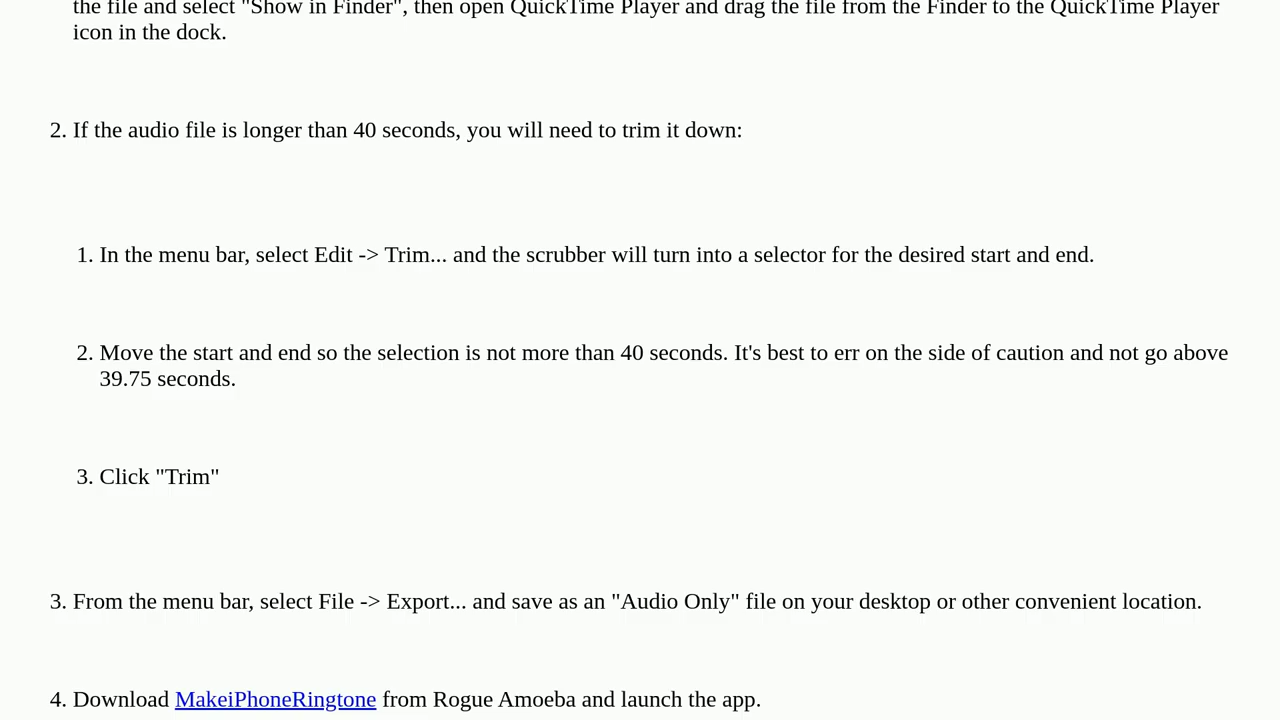 the file and select "Show in Finder", then open QuickTime Player and drag the file from the Finder to the QuickTime Player
icon in the dock.
2. If the audio file is longer than 40 seconds, you will need to trim it down:
1. In the menu bar, select Edit -> Trim... and the scrubber will turn into a selector for the desired start and end.
2. Move the start and end so the selection is not more than 40 seconds. It's best to err on the side of caution and not go above
39.75 seconds.
3. Click "Trim"
3. From the menu bar, select File -> Export... and save as an "Audio Only" file on your desktop or other convenient location.
4. Download MakeiPhoneRingtone from Rogue Amoeba and launch the app.